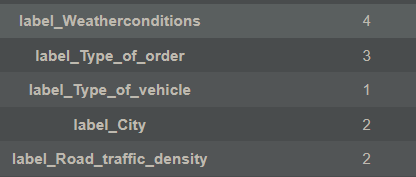 label_Weatherconditions 4
label_Type_of_order 3
label_Type_of_vehicle 1
label_City 2
label_Road_traffic_density 2